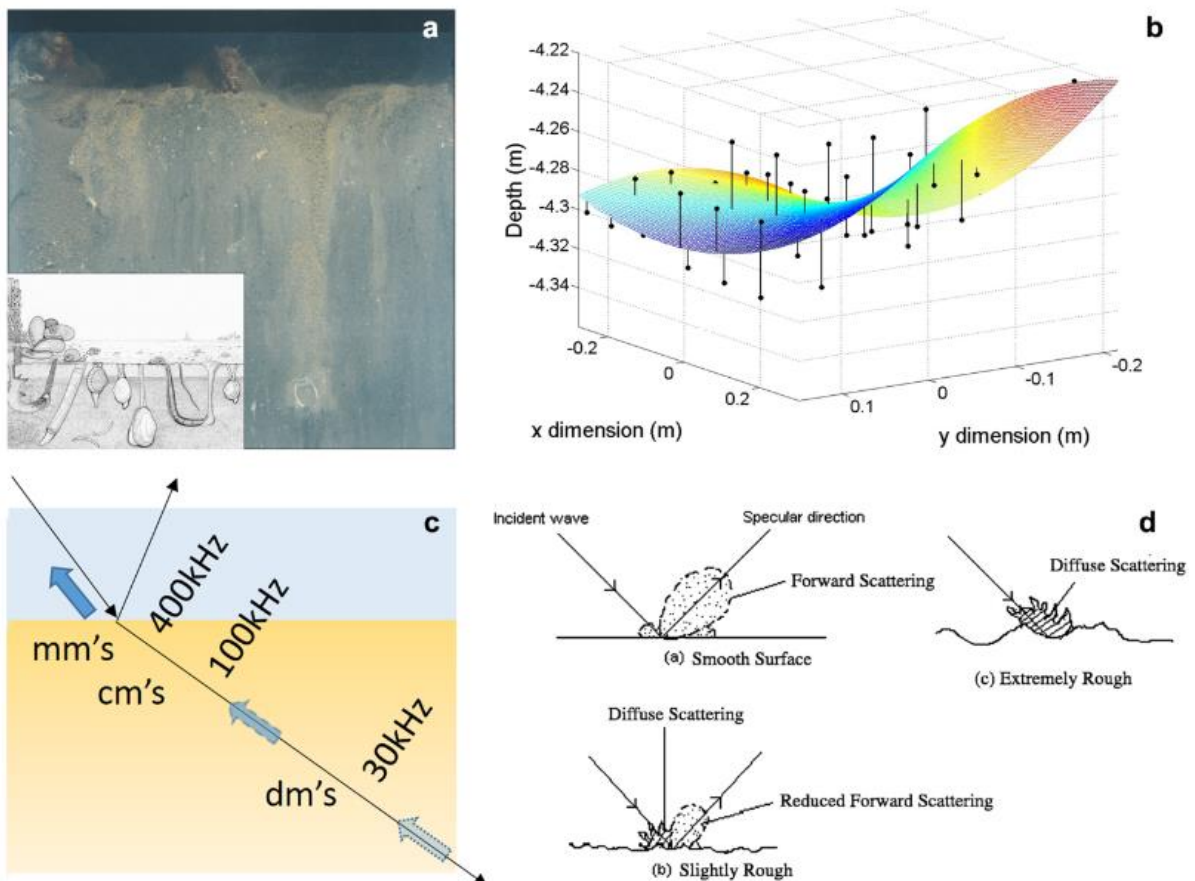 a
b
-4.22
-4.24
-4.26
-4.28
-4.3
-4.32
-4.34
Depth (m)
-0.2
0
0.2
x dimension (m)
0.1
0
-0.1
-0.2
y dimension (m)
c
400kHz
100kHz
30kHz
mm's
cm's
dm's
d
Incident wave
Specular direction
Forward Scattering
(a) Smooth Surface
Diffuse Scattering
(c) Extremely Rough
Diffuse Scattering
Reduced Forward Scattering
(b) Slightly Rough